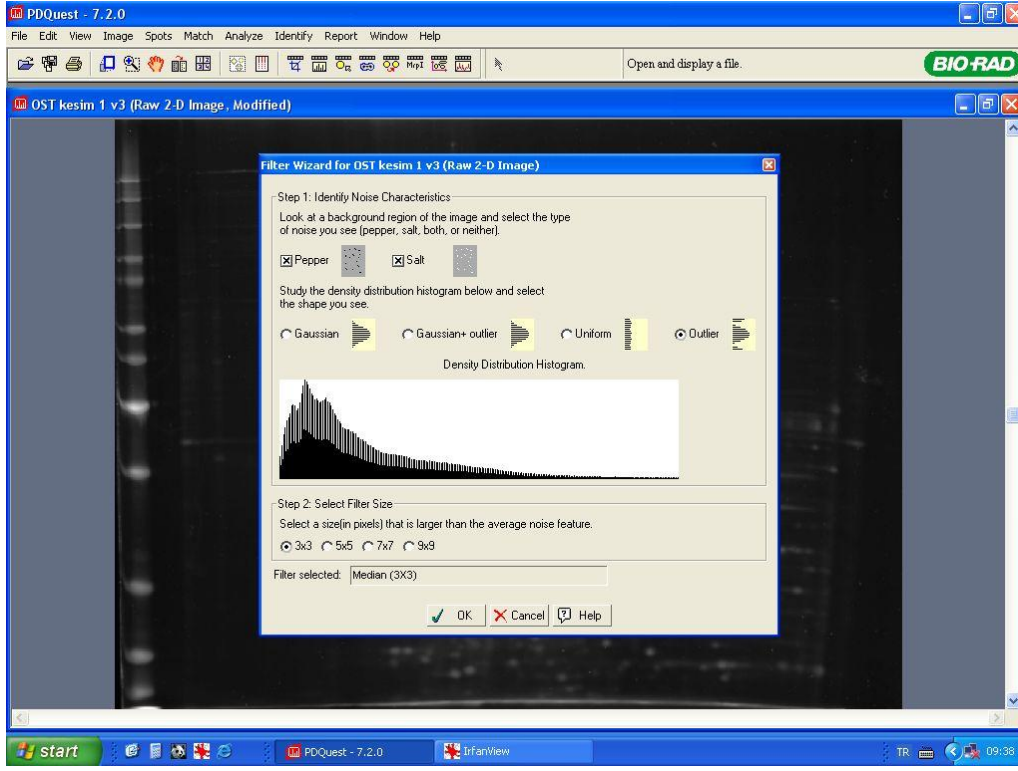 PDQuest - 7.2.0
File Edit View Image Spots Match Analyze Identify Report Window Help
MrpI
Open and display a file.
BIO-RAD
OST kesim 1 v3 (Raw 2-D Image, Modified)
Filter Wizard for OST kesim 1 v3 (Raw 2-D Image)
Step 1: Identify Noise Characteristics
Look at a background region of the image and select the type
of noise you see (pepper, salt, both, or neither).
Pepper Salt
Study the density distribution histogram below and select
the shape you see.
Gaussian Gaussian+ outlier Uniform Outlier
Density Distribution Histogram.
Step 2: Select Filter Size
Select a size(in pixels) that is larger than the average noise feature.
3x3 5x5 7x7 9x9
Filter selected: Median (3X3)
OK Cancel Help
start PDQuest - 7.2.0 IrfanView TR 09:38